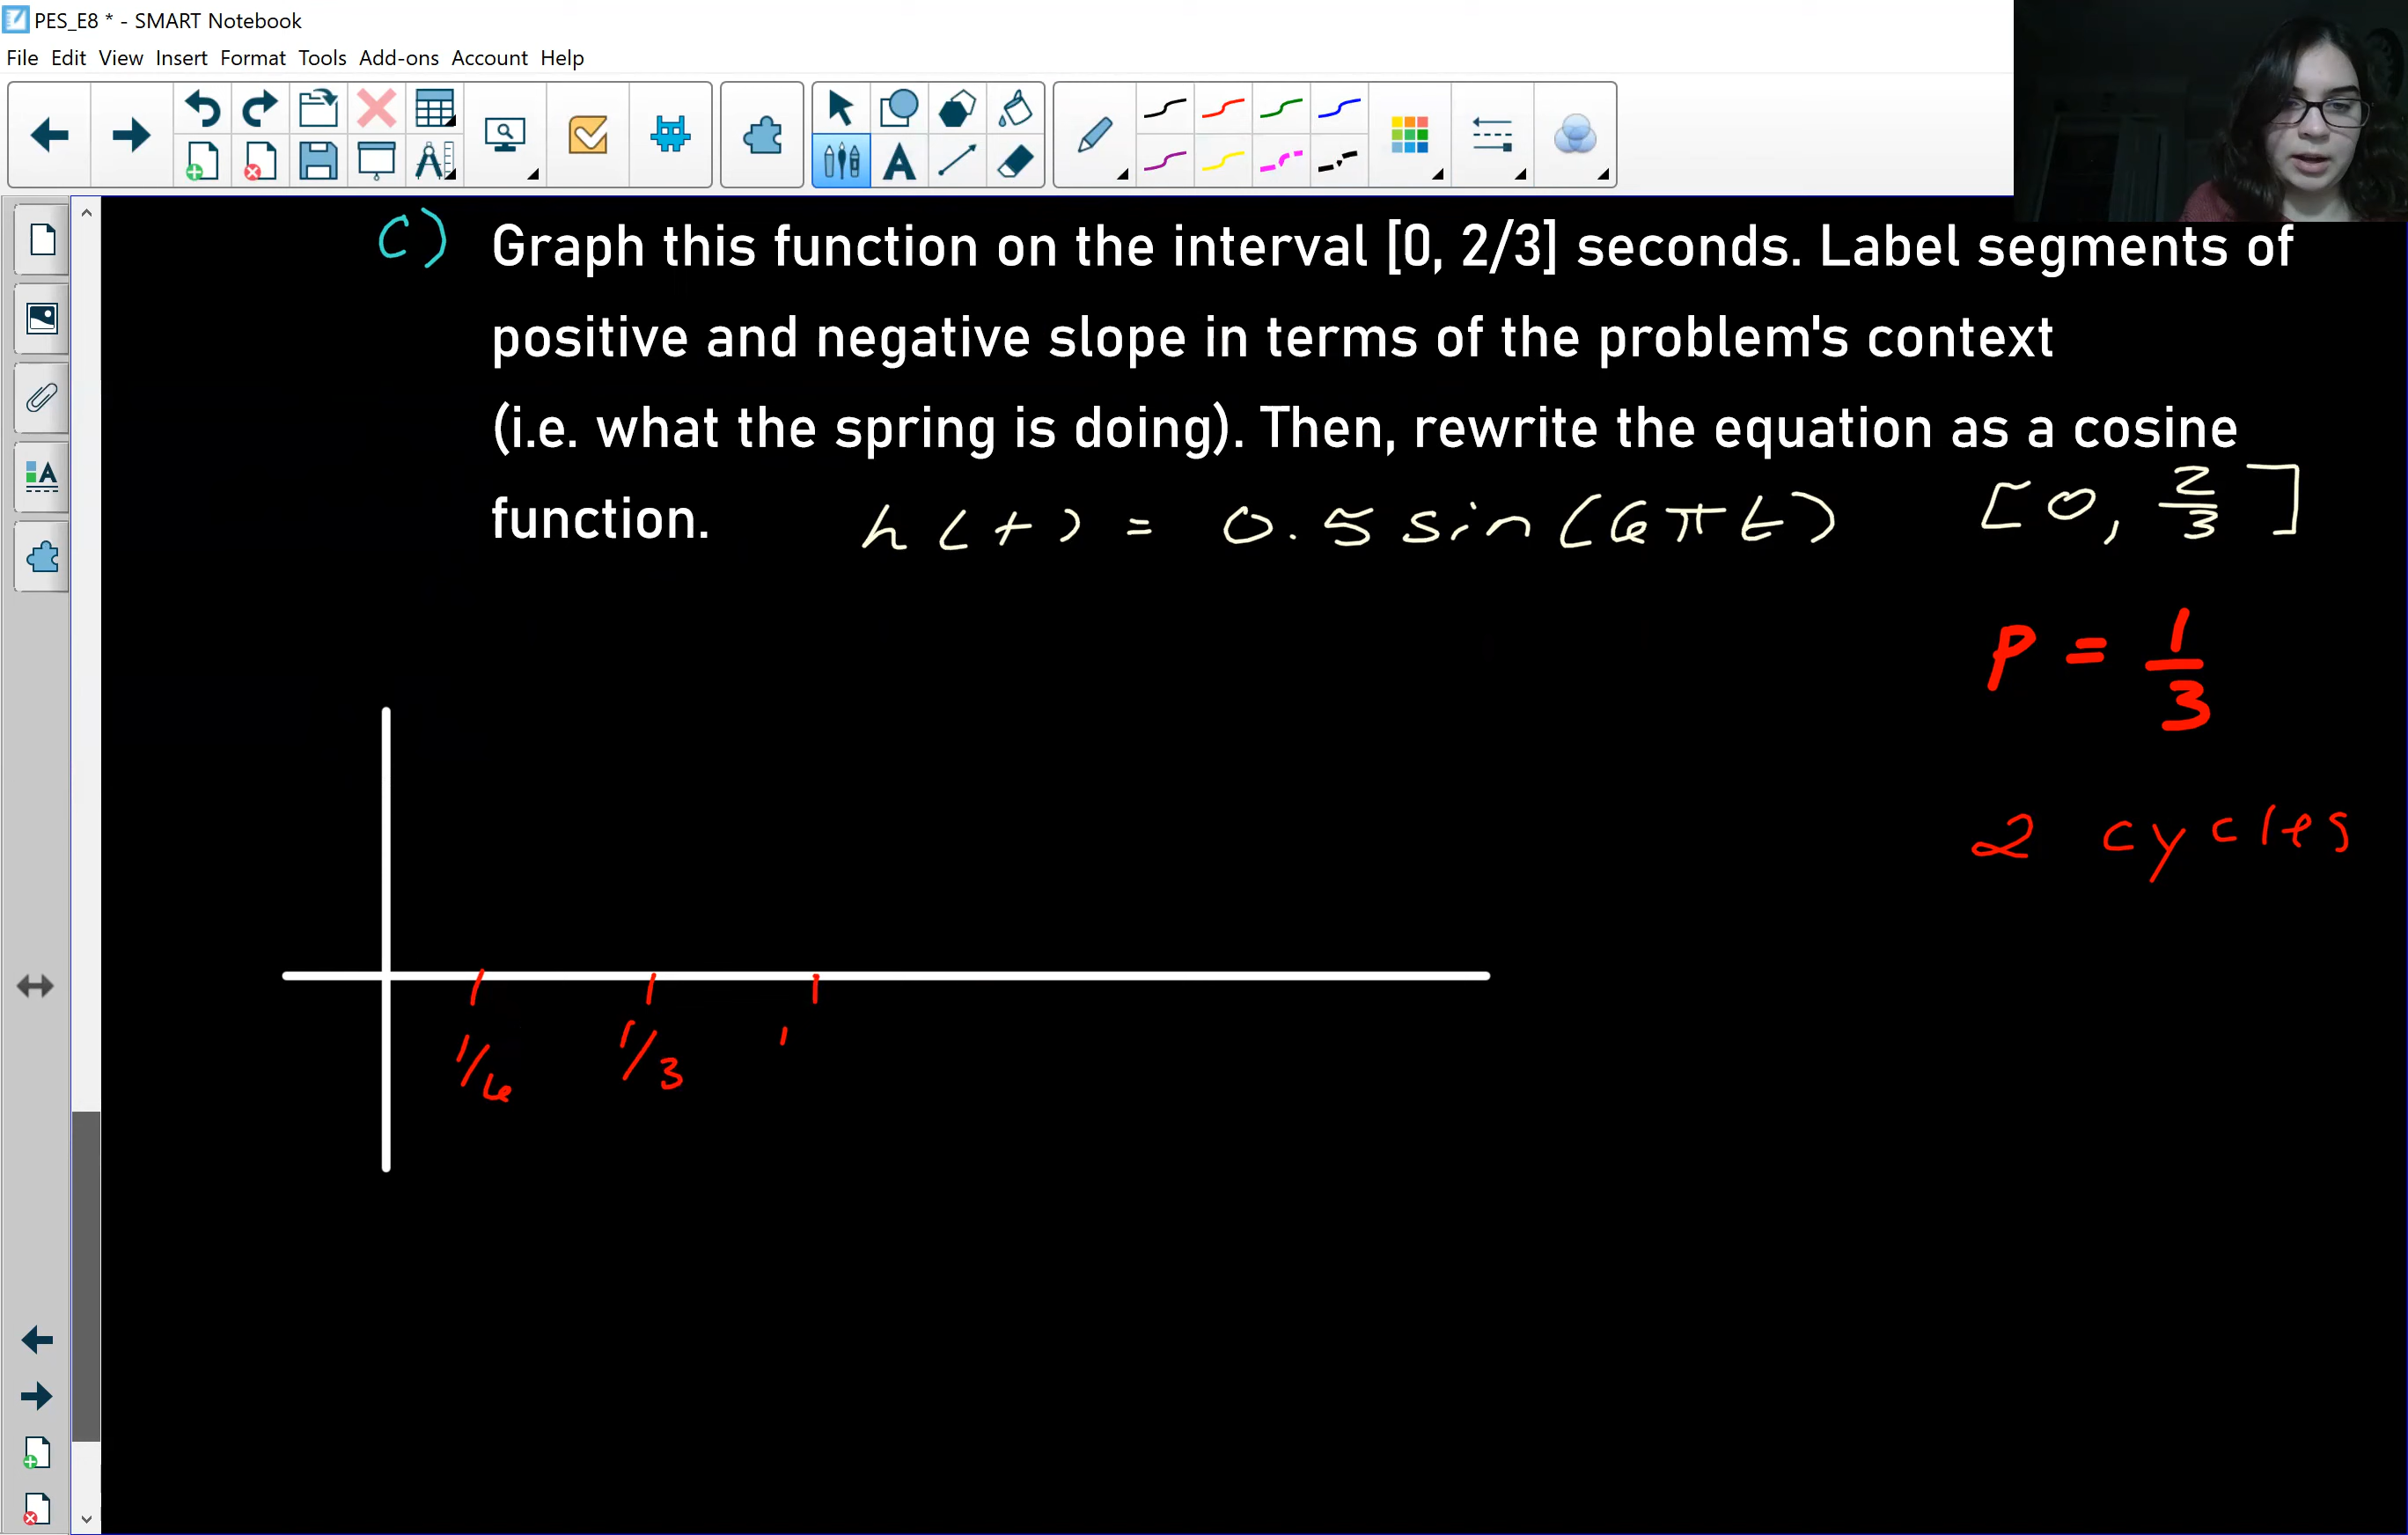 PES_E8 * - SMART Notebook
File Edit View Insert Format Tools Add-ons Account Help
c) Graph this function on the interval [0, 2/3] seconds. Label segments of
positive and negative slope in terms of the problem's context
(i.e. what the spring is doing). Then, rewrite the equation as a cosine
function. h(t) = 0.5 sin(6πt) [0, 2/3]
P = 1/3
2 cycles
1/6 1/3 1